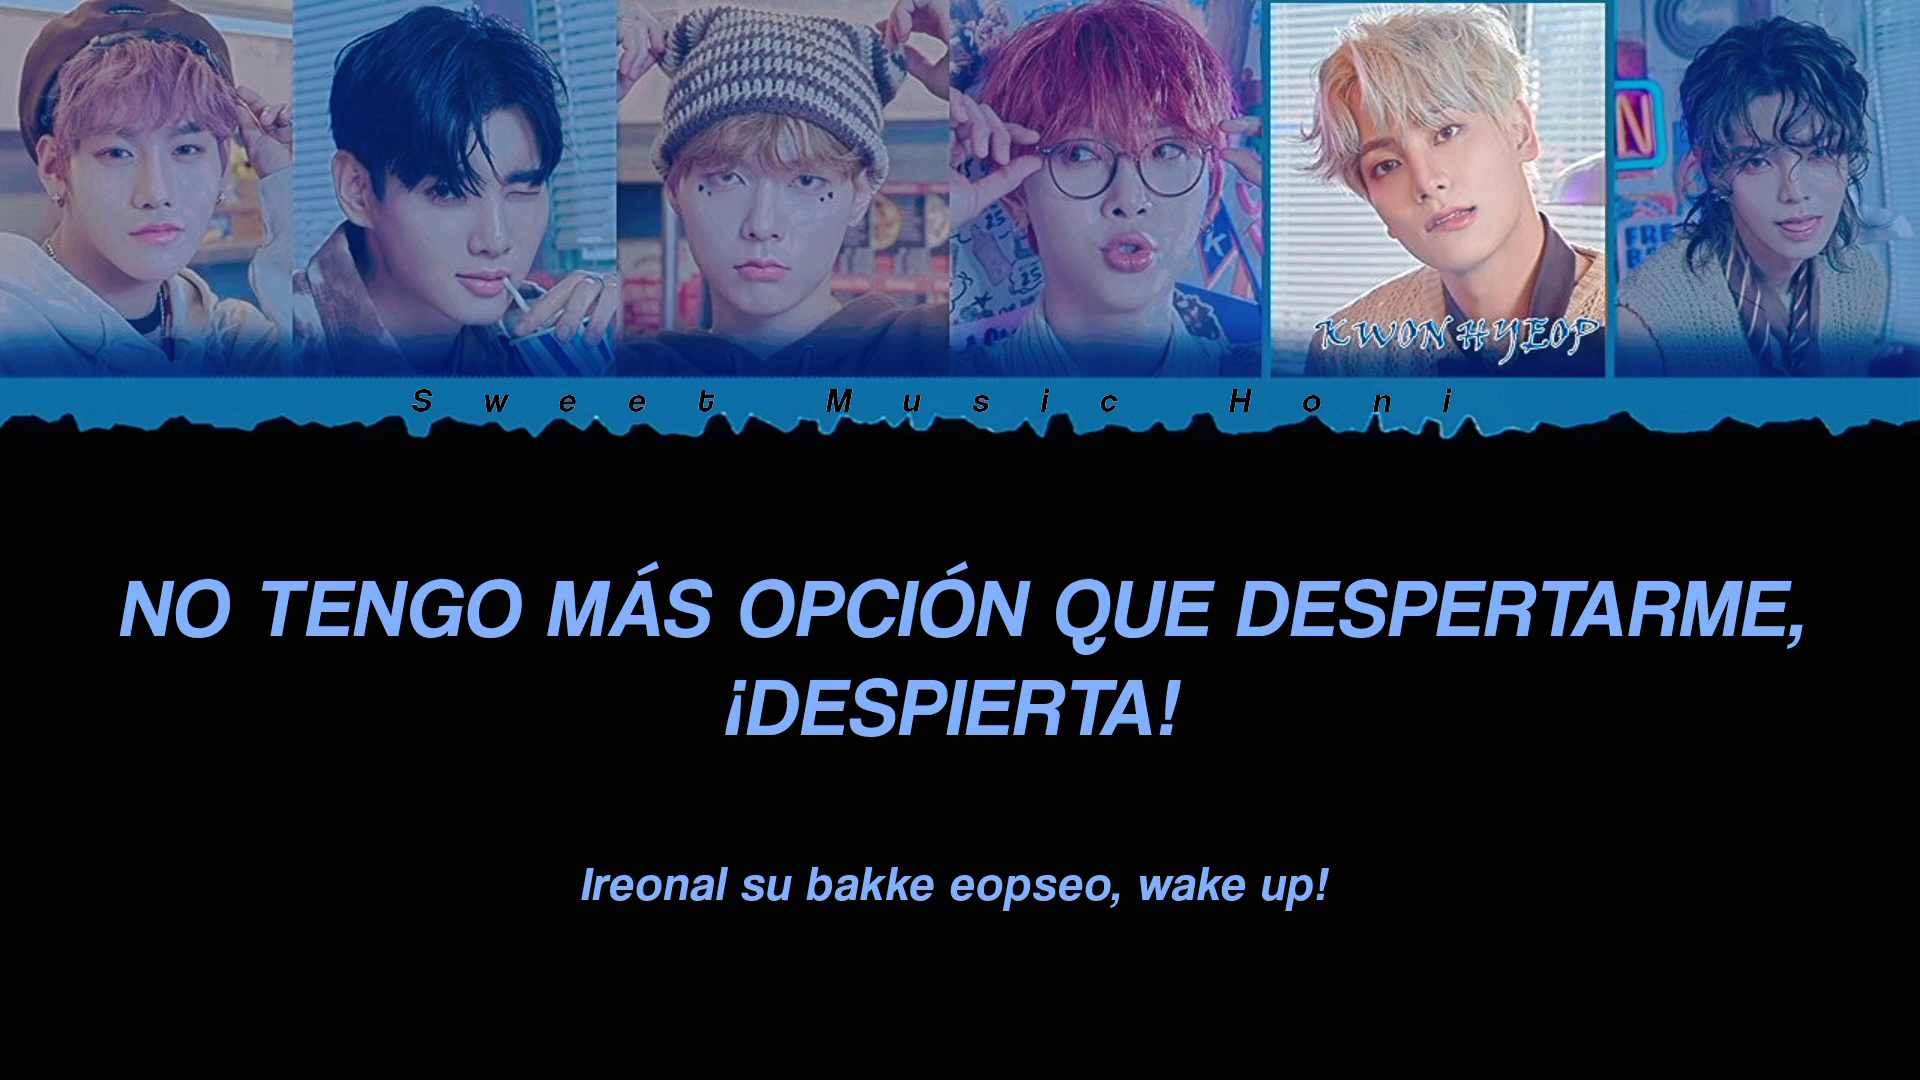 KWON HYEOP
Sweet Music Honi
NO TENGO MÁS OPCIÓN QUE DESPERTARME,
¡DESPIERTA!
Ireonal su bakke eopseo, wake up!